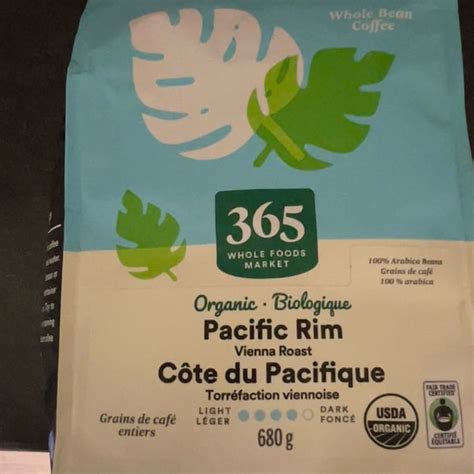 Whole Bean
Coffee
365
WHOLE FOODS
MARKET
100% Arabica Beans
Grains de café
100 % arabica
Organic · Biologique
Pacific Rim
Vienna Roast
Côte du Pacifique
Torréfaction viennoise
Grains de café
entiers
LIGHT
LÉGER
DARK
FONCÉ
680 g
USDA
ORGANIC
FAIR TRADE
CERTIFIED
CERTIFIÉ
ÉQUITABLE